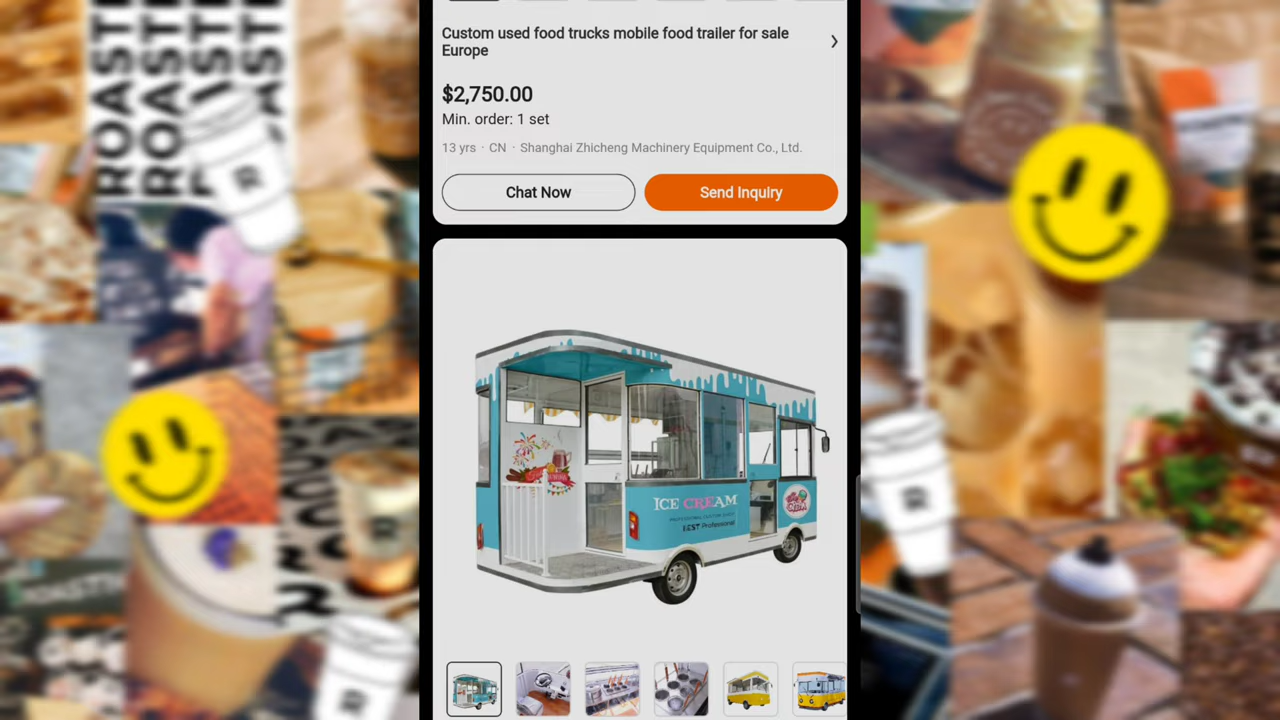 Custom used food trucks mobile food trailer for sale
Europe
$2,750.00
Min. order: 1 set
13 yrs · CN · Shanghai Zhicheng Machinery Equipment Co., Ltd.
Chat Now
Send Inquiry
ICE CREAM